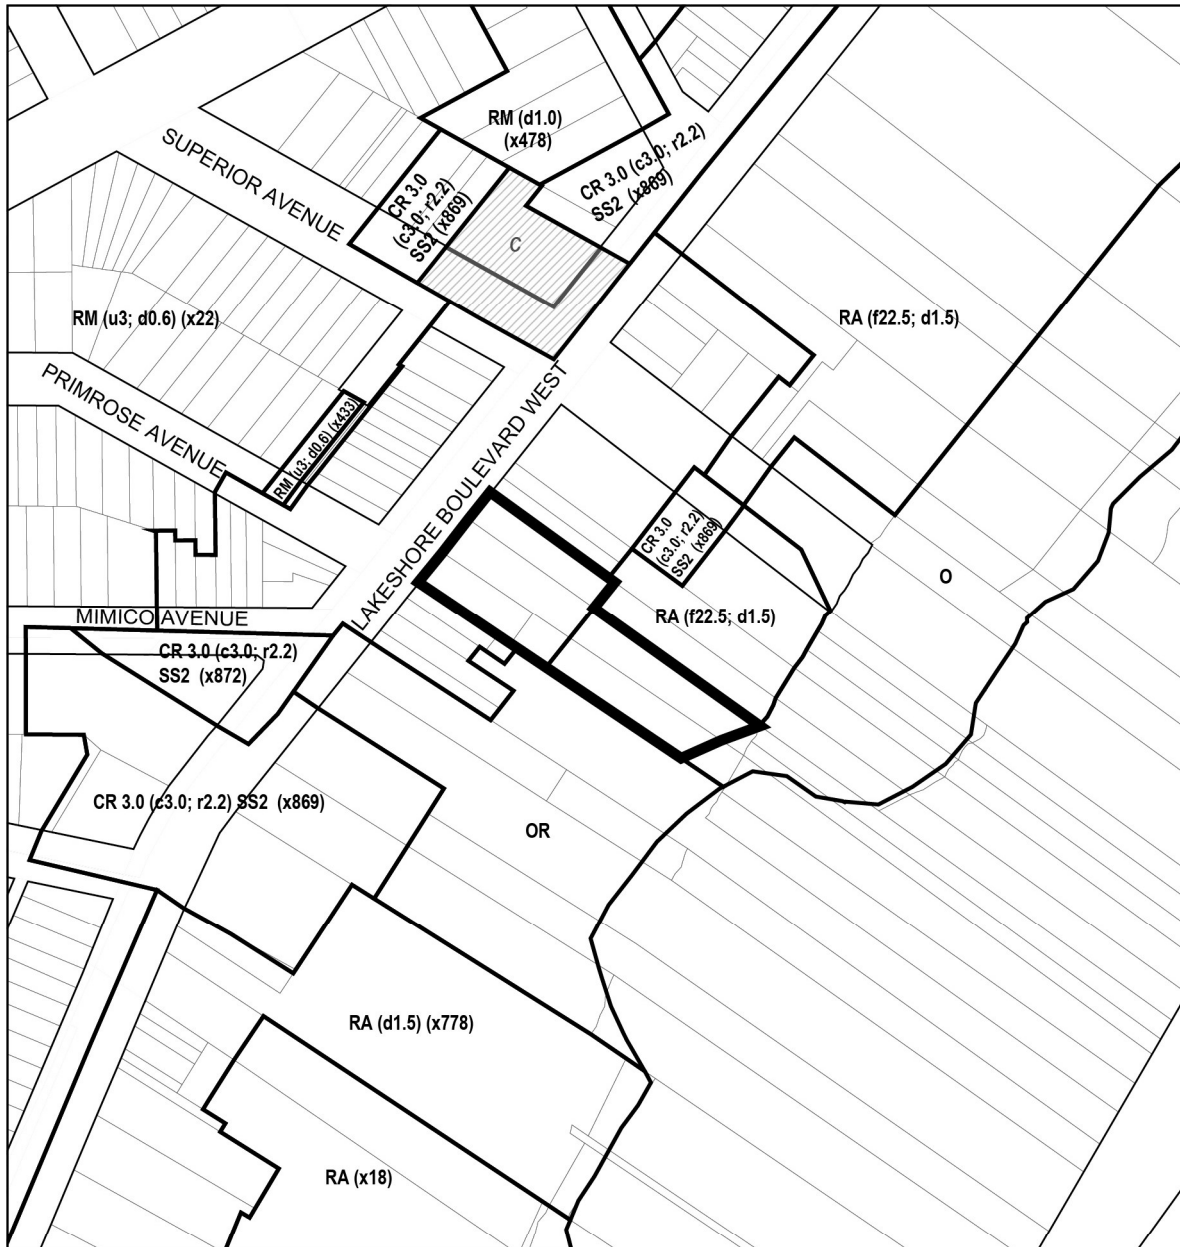 RM (d1.0)
(x478)
SUPERIOR AVENUE
CR 3.0 (c3.0; r2.2)
SS2 (x869)
CR 3.0
(c3.0; r2.2)
SS2 (x869)
C
RM (u3; d0.6) (x22)
RA (f22.5; d1.5)
PRIMROSE AVENUE
RM (u3; d0.6) (x433)
LAKESHORE BOULEVARD WEST
CR 3.0
(c3.0; r2.2)
SS2 (x869)
O
RA (f22.5; d1.5)
MIMICO AVENUE
CR 3.0 (c3.0; r2.2)
SS2 (x872)
CR 3.0 (c3.0; r2.2) SS2 (x869)
OR
RA (d1.5) (x778)
RA (x18)